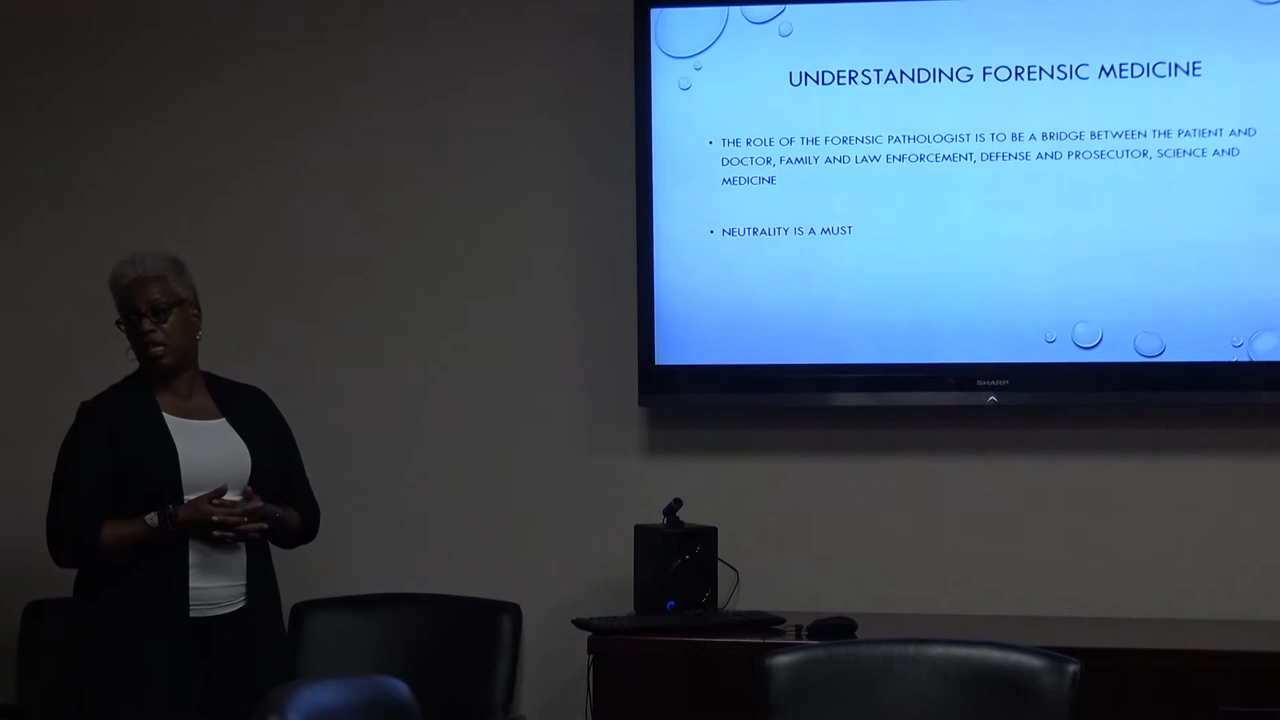 UNDERSTANDING FORENSIC MEDICINE
• THE ROLE OF THE FORENSIC PATHOLOGIST IS TO BE A BRIDGE BETWEEN THE PATIENT AND
DOCTOR, FAMILY AND LAW ENFORCEMENT, DEFENSE AND PROSECUTOR, SCIENCE AND
MEDICINE
• NEUTRALITY IS A MUST
SHARP